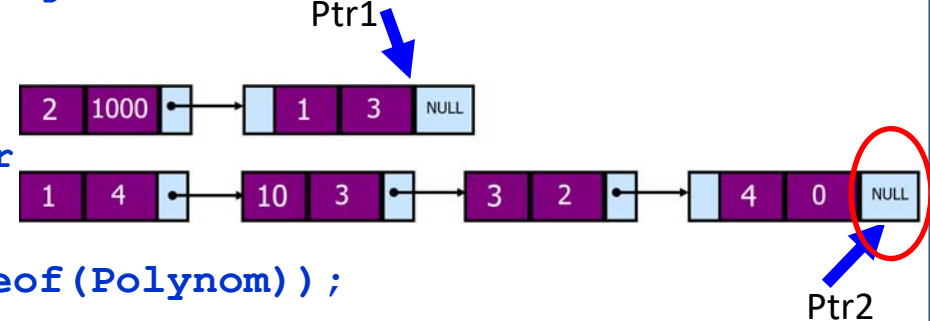 Ptr1
2 1000 1 3 NULL
r
1 4 10 3 3 2 4 0 NULL
eof(Polynom));
Ptr2